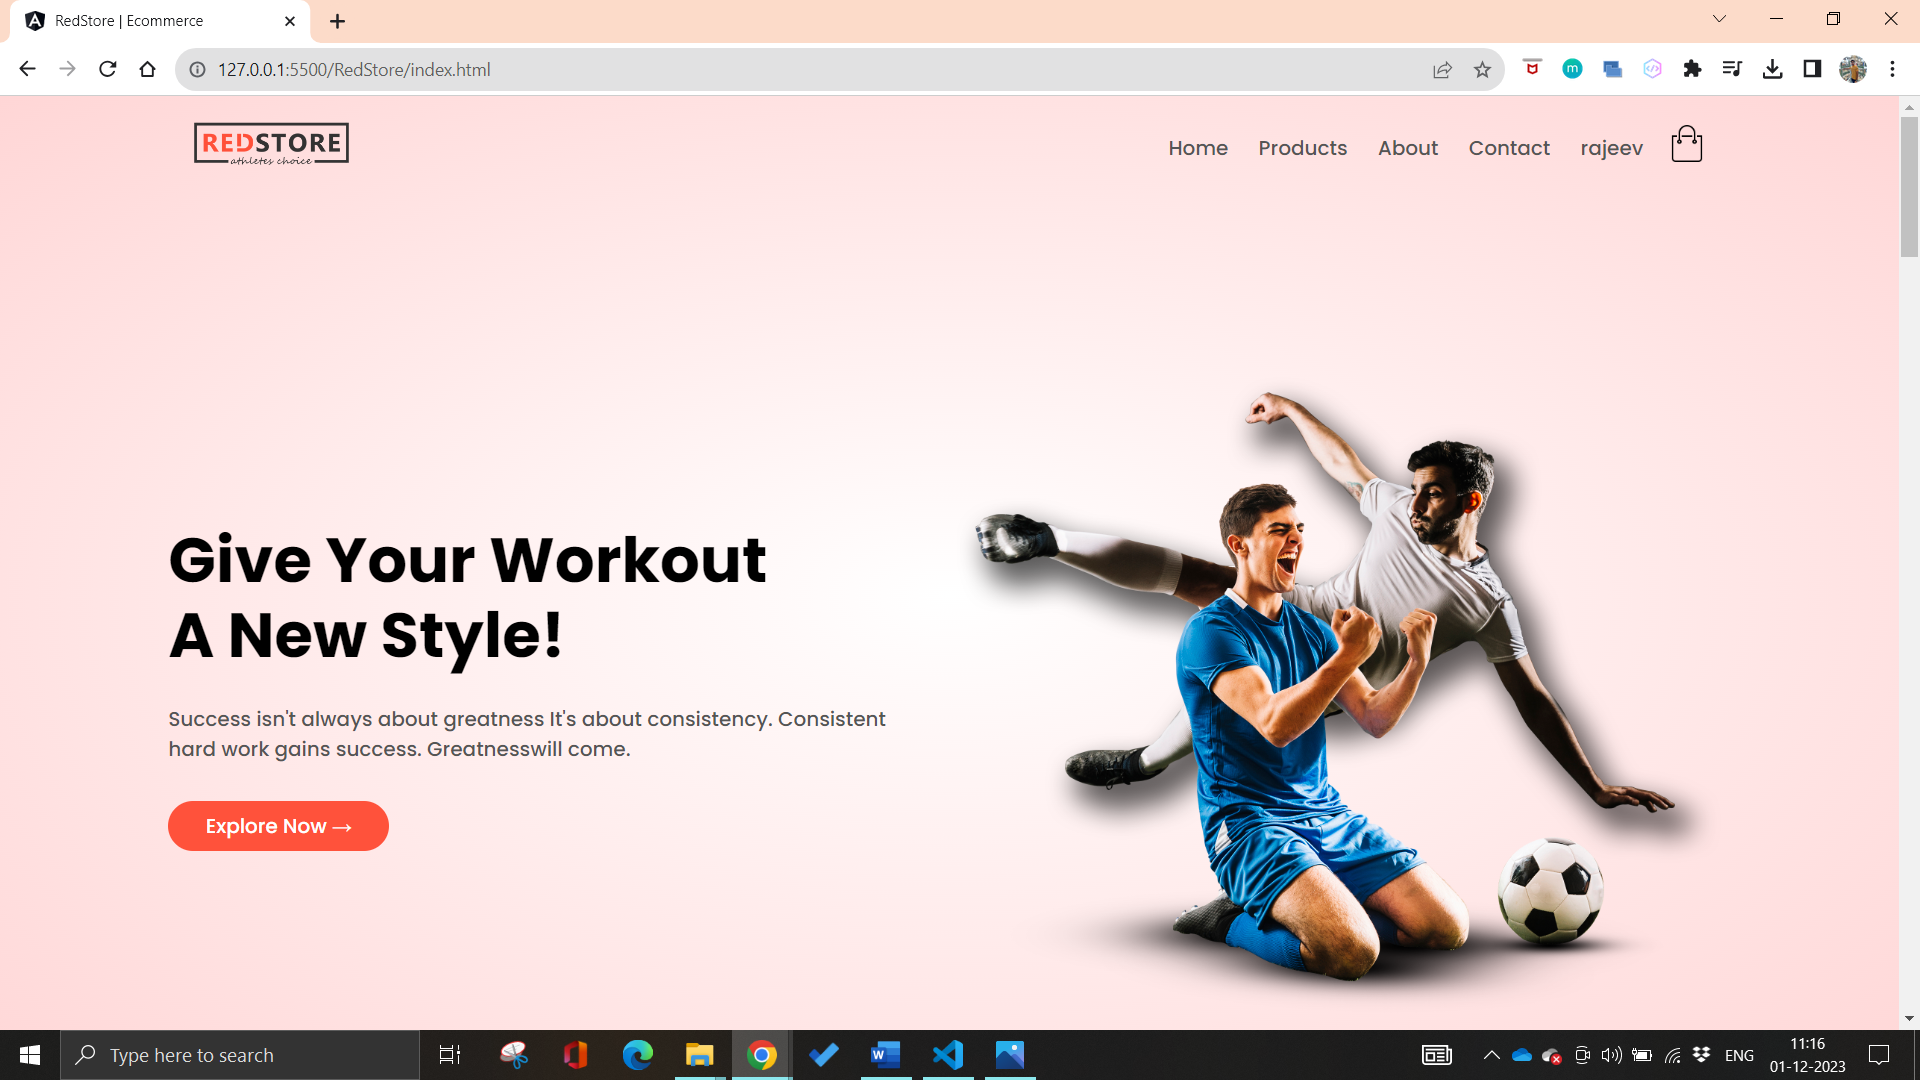 RedStore | Ecommerce
127.0.0.1:5500/RedStore/index.html
m
REDSTORE
athletes choice
Home Products About Contact rajeev
Give Your Workout
A New Style!
Success isn't always about greatness It's about consistency. Consistent
hard work gains success. Greatnesswill come.
Explore Now →
Type here to search
W
ENG
11:16
01-12-2023